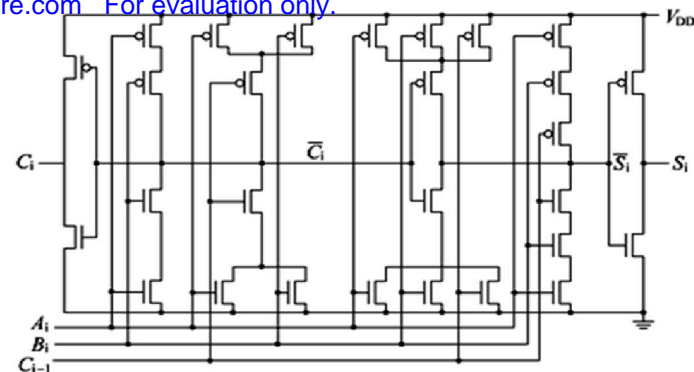 re.com For evaluation only.
V_DD
C_i
C̅_i
S̅_i
S_i
A_i
B_i
C_{i-1}